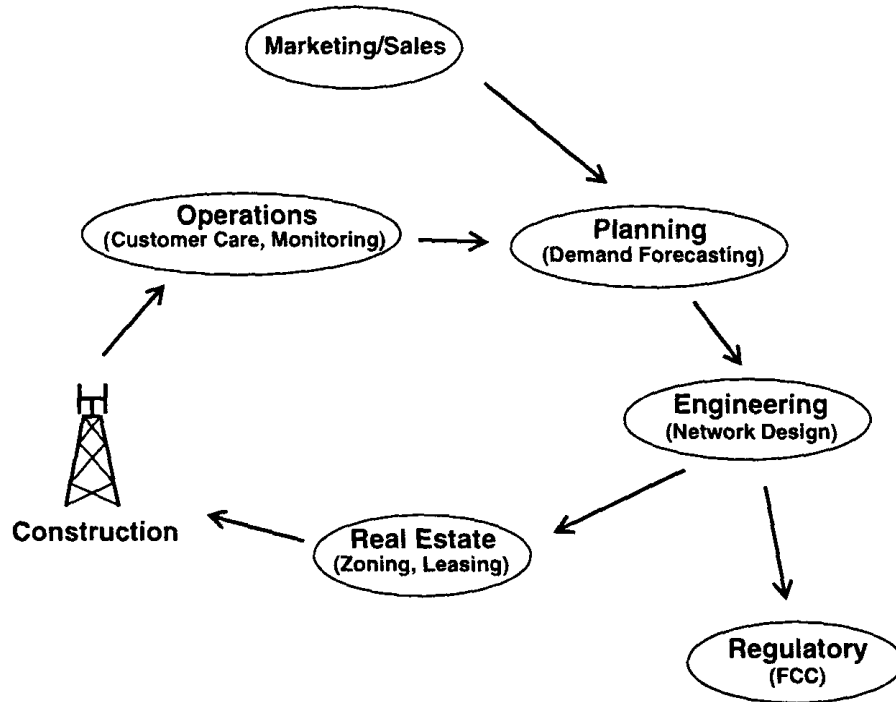 Marketing/Sales
Operations
(Customer Care, Monitoring)
Planning
(Demand Forecasting)
Engineering
(Network Design)
Construction
Real Estate
(Zoning, Leasing)
Regulatory
(FCC)